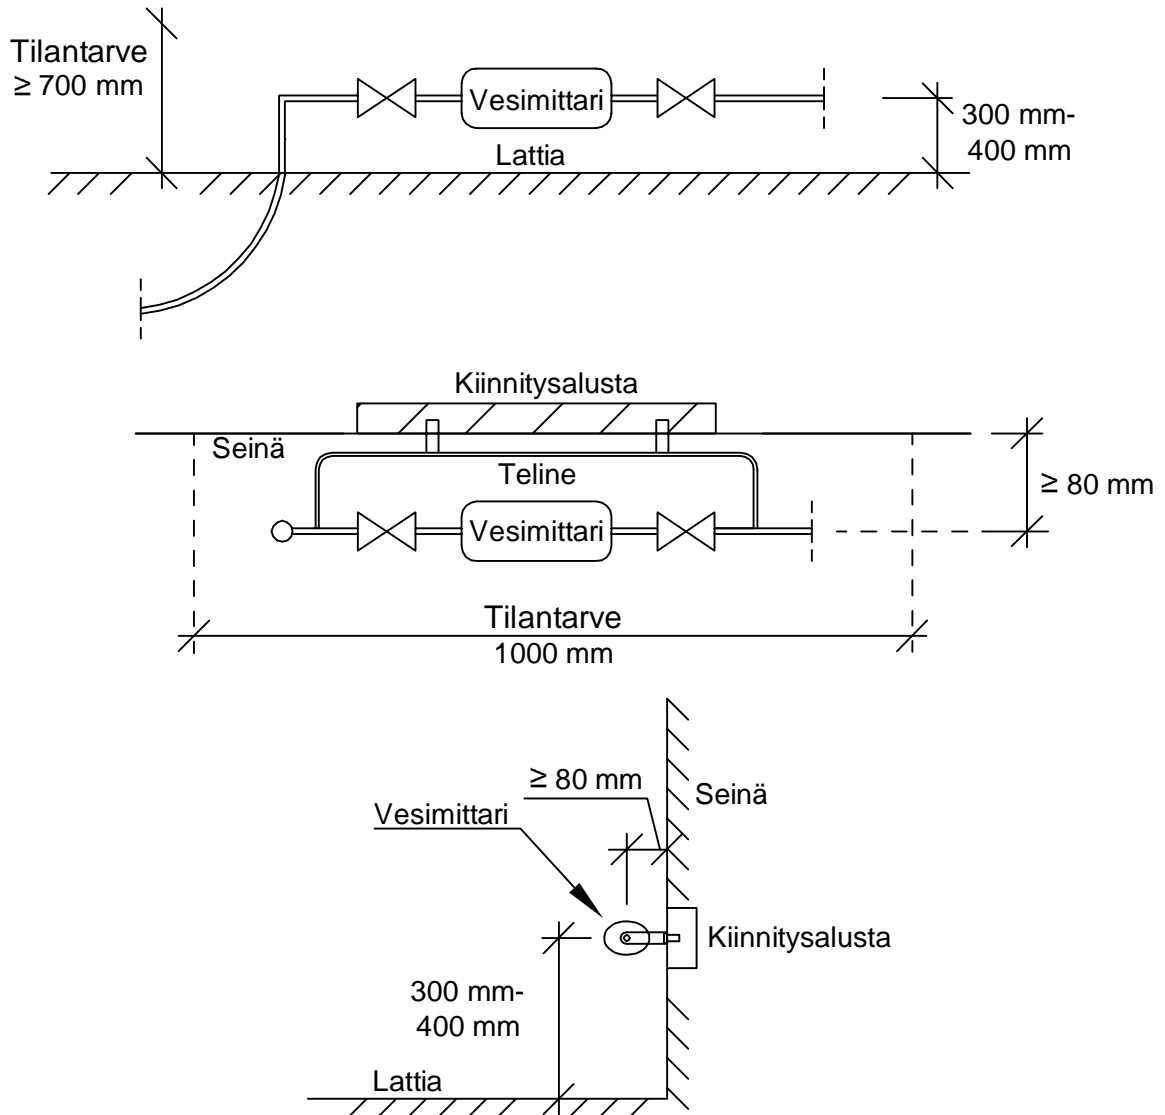 Tilantarve
≥ 700 mm
Vesimittari
Lattia
300 mm-
400 mm
Kiinnitysalusta
Seinä
Teline
≥ 80 mm
Vesimittari
Tilantarve
1000 mm
≥ 80 mm
Seinä
Vesimittari
Kiinnitysalusta
300 mm-
400 mm
Lattia